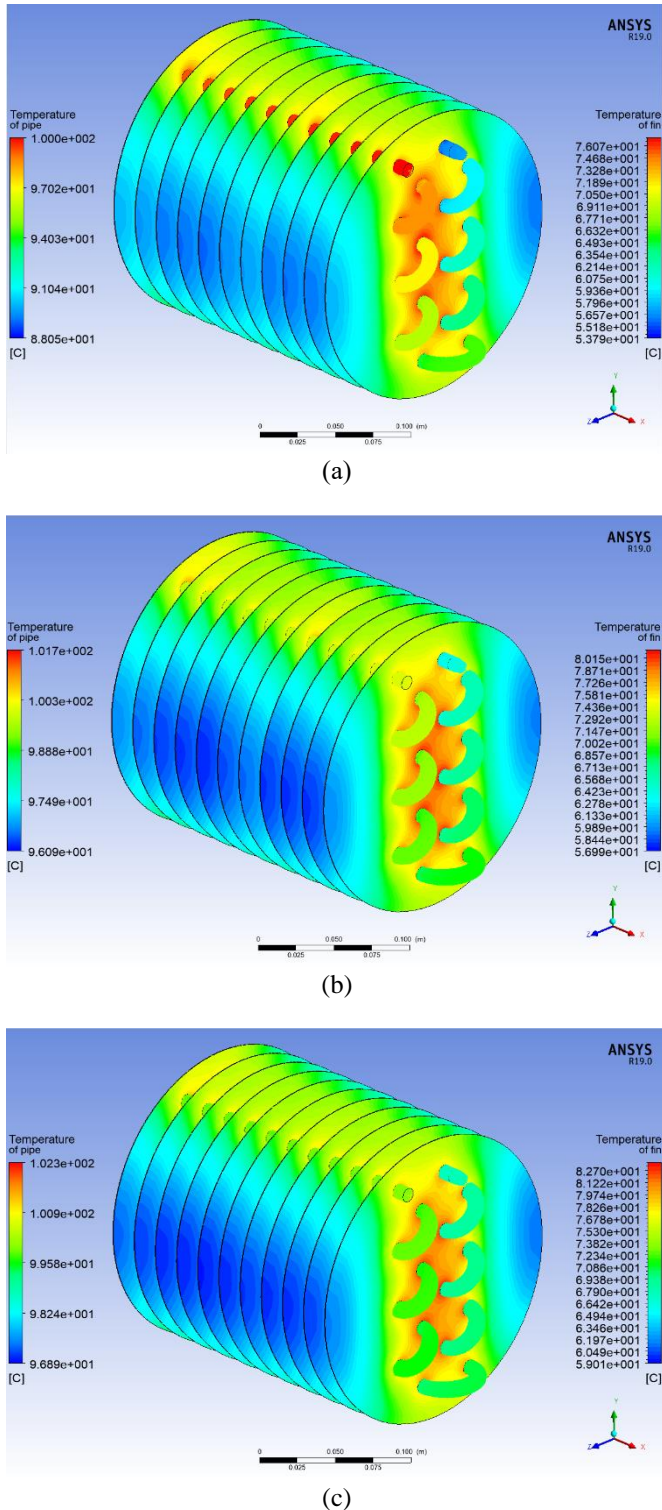 ANSYS
R19.0
Temperature
of pipe
1.000e+002
9.702e+001
9.403e+001
9.104e+001
8.805e+001
[C]
Temperature
of fin
7.607e+001
7.468e+001
7.328e+001
7.189e+001
7.050e+001
6.911e+001
6.771e+001
6.632e+001
6.493e+001
6.354e+001
6.214e+001
6.075e+001
5.936e+001
5.796e+001
5.657e+001
5.518e+001
5.379e+001
[C]
0 0.050 0.100 (m)
0.025 0.075
Y
Z X
(a)
ANSYS
R19.0
Temperature
of pipe
1.017e+002
1.003e+002
9.888e+001
9.749e+001
9.609e+001
[C]
Temperature
of fin
8.015e+001
7.871e+001
7.726e+001
7.581e+001
7.436e+001
7.292e+001
7.147e+001
7.002e+001
6.857e+001
6.713e+001
6.568e+001
6.423e+001
6.278e+001
6.133e+001
5.989e+001
5.844e+001
5.699e+001
[C]
0 0.050 0.100 (m)
0.025 0.075
Y
Z X
(b)
ANSYS
R19.0
Temperature
of pipe
1.023e+002
1.009e+002
9.958e+001
9.824e+001
9.689e+001
[C]
Temperature
of fin
8.270e+001
8.122e+001
7.974e+001
7.826e+001
7.678e+001
7.530e+001
7.382e+001
7.234e+001
7.086e+001
6.938e+001
6.790e+001
6.642e+001
6.494e+001
6.346e+001
6.197e+001
6.049e+001
5.901e+001
[C]
0 0.050 0.100 (m)
0.025 0.075
Y
Z X
(c)